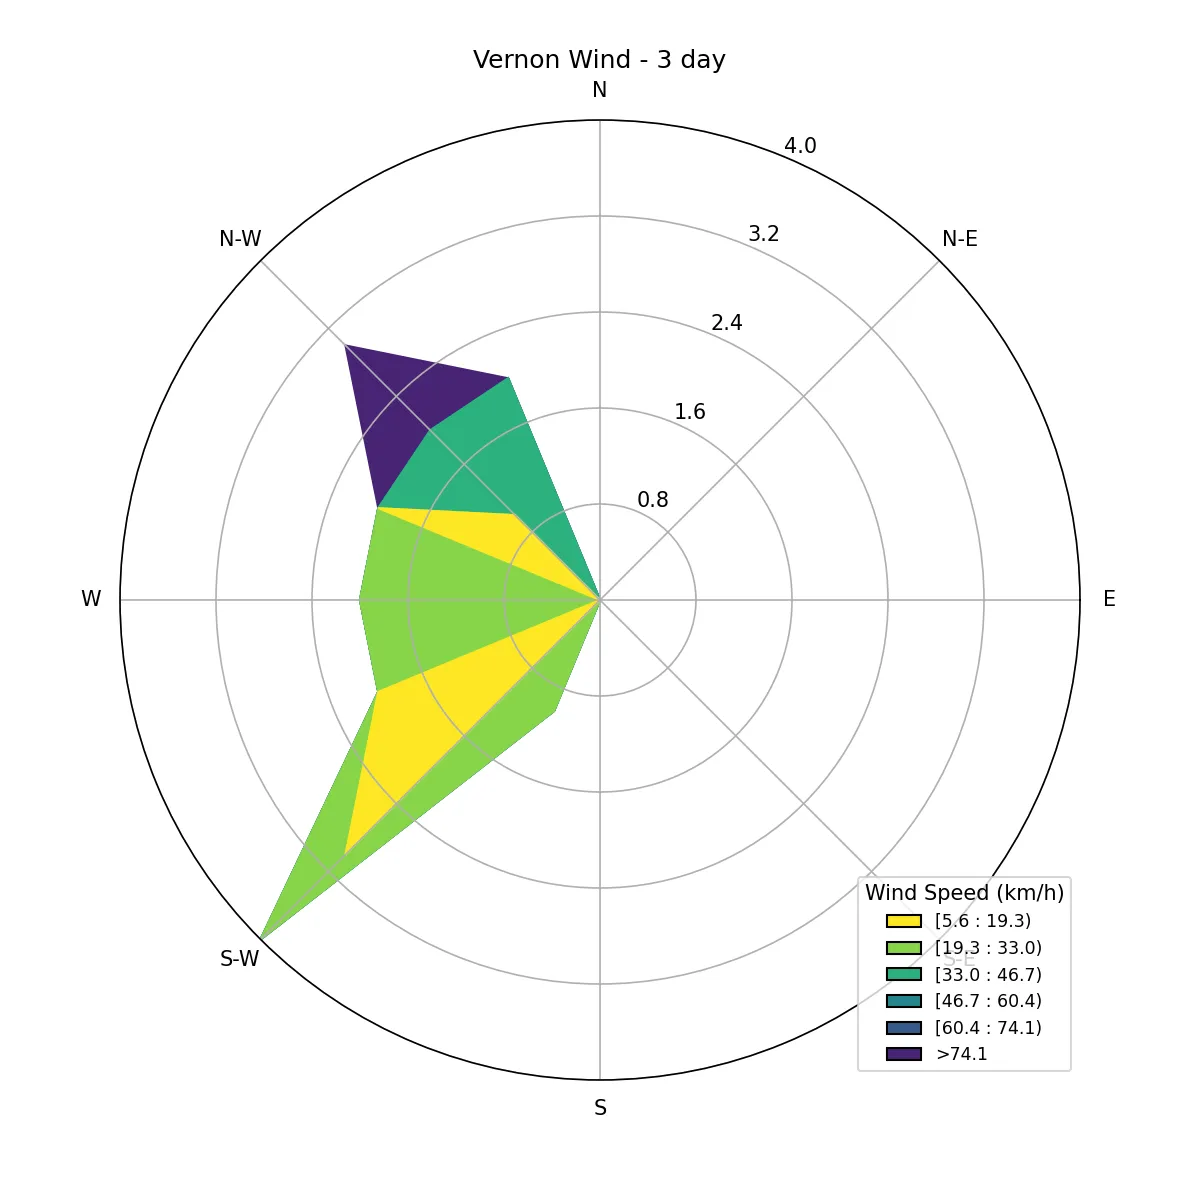 Vernon Wind - 3 day
N
4.0
3.2
N-W
N-E
2.4
1.6
0.8
W
E
S-W
S-E
Wind Speed (km/h)
[5.6 : 19.3)
[19.3 : 33.0)
[33.0 : 46.7)
[46.7 : 60.4)
[60.4 : 74.1)
>74.1
S